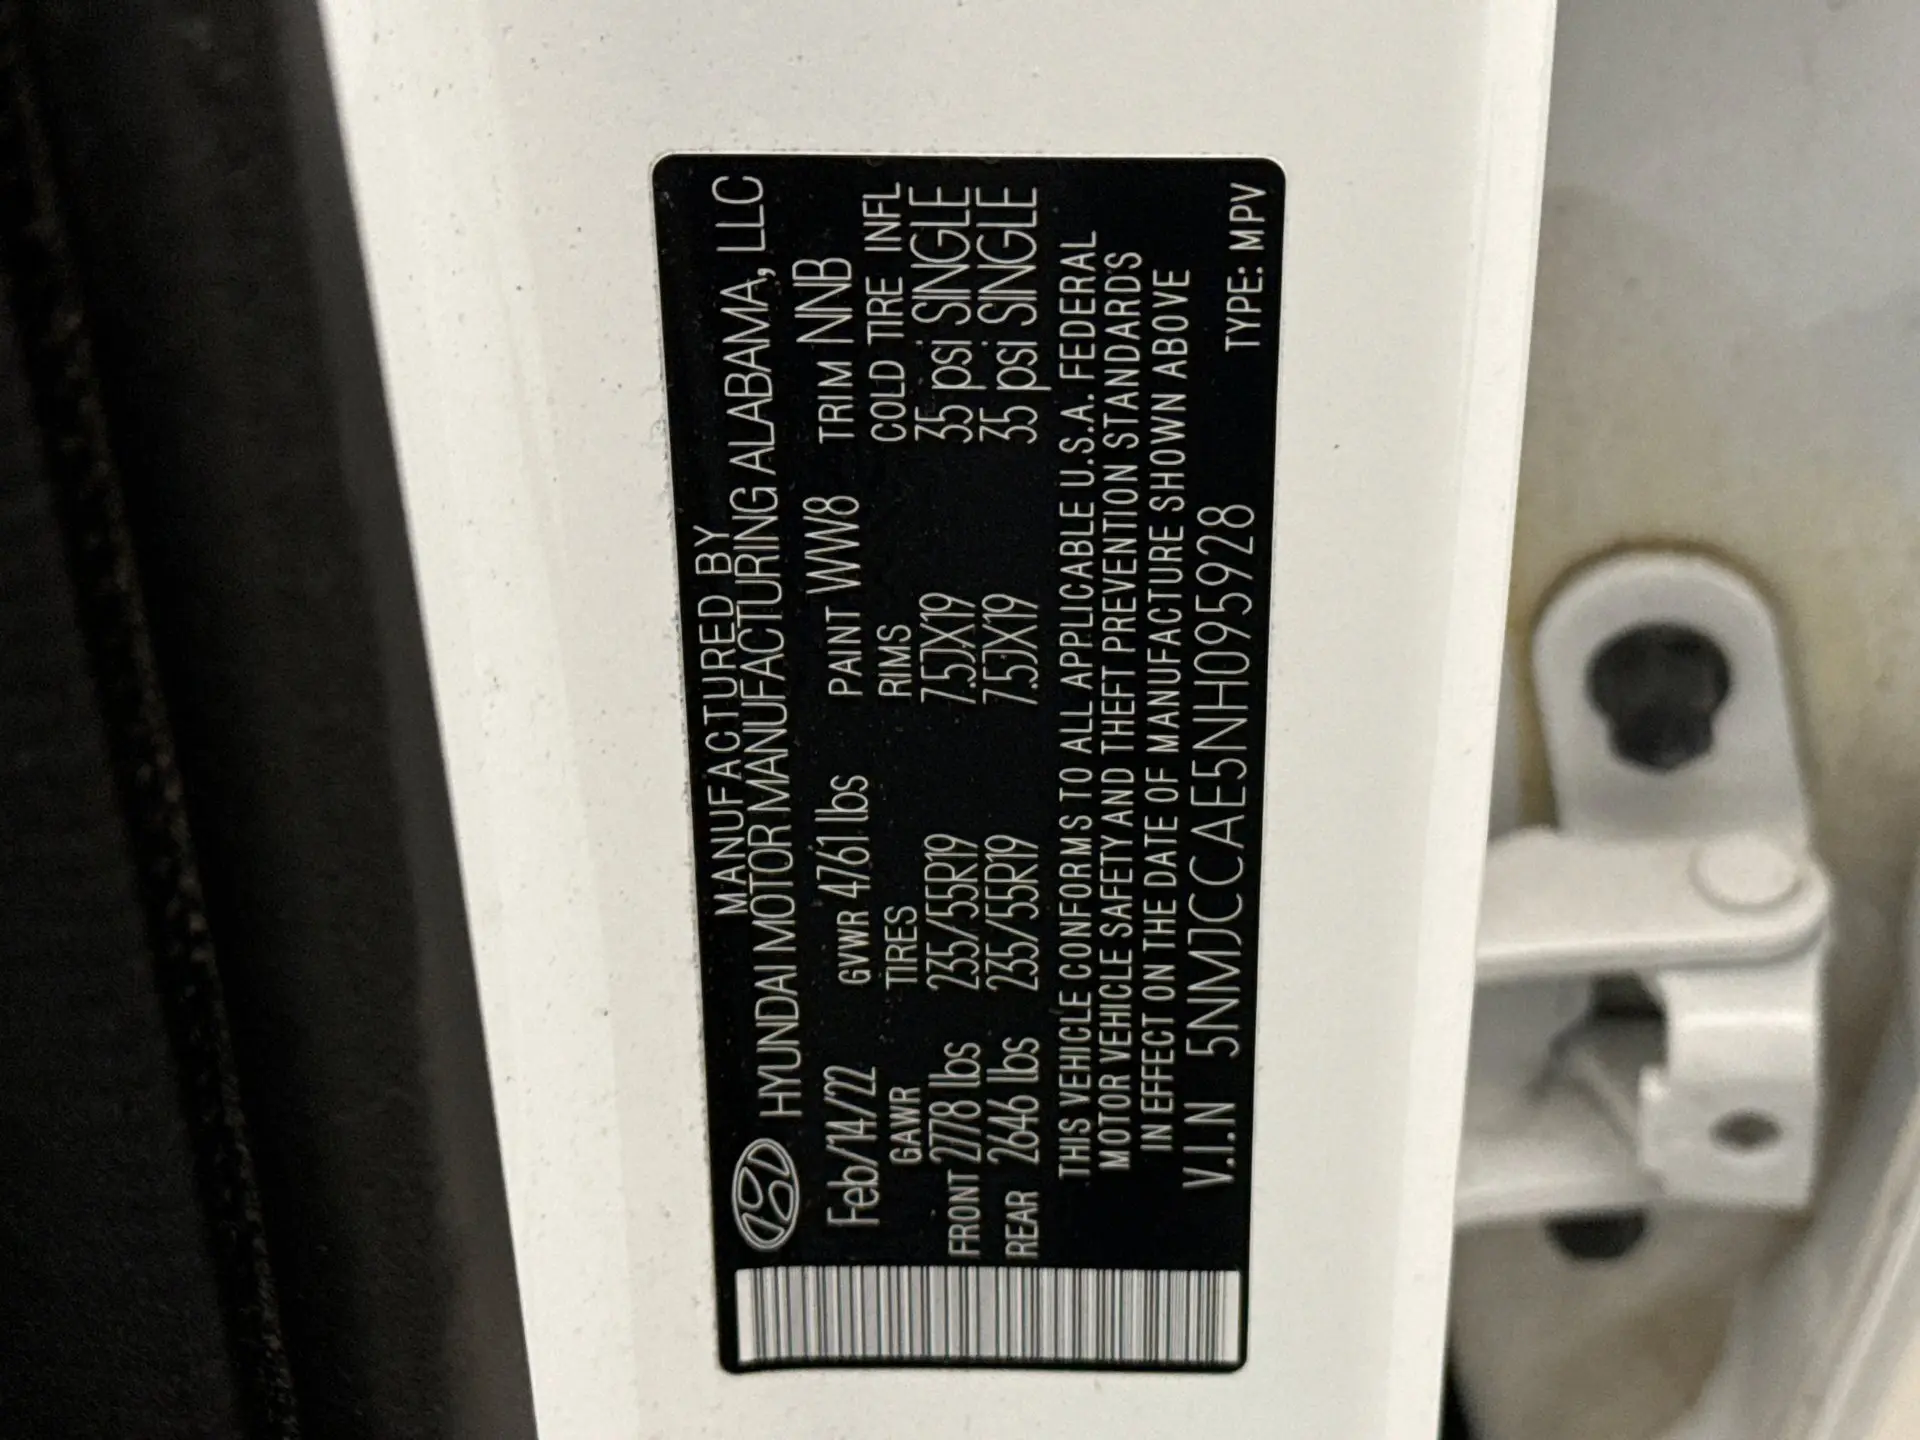 MANUFACTURED BY
HYUNDAI MOTOR MANUFACTURING ALABAMA, LLC
Feb/14/22 GVWR 4761 lbs PAINT WW8 TRIM NNB
GAWR TIRES RIMS COLD TIRE INFL
FRONT 2778 lbs 235/55R19 7.5JX19 35 psi SINGLE
REAR 2646 lbs 235/55R19 7.5JX19 35 psi SINGLE
THIS VEHICLE CONFORMS TO ALL APPLICABLE U.S.A. FEDERAL
MOTOR VEHICLE SAFETY AND THEFT PREVENTION STANDARDS
IN EFFECT ON THE DATE OF MANUFACTURE SHOWN ABOVE
V.I.N 5NMJCCAE5NH095928 TYPE: MPV